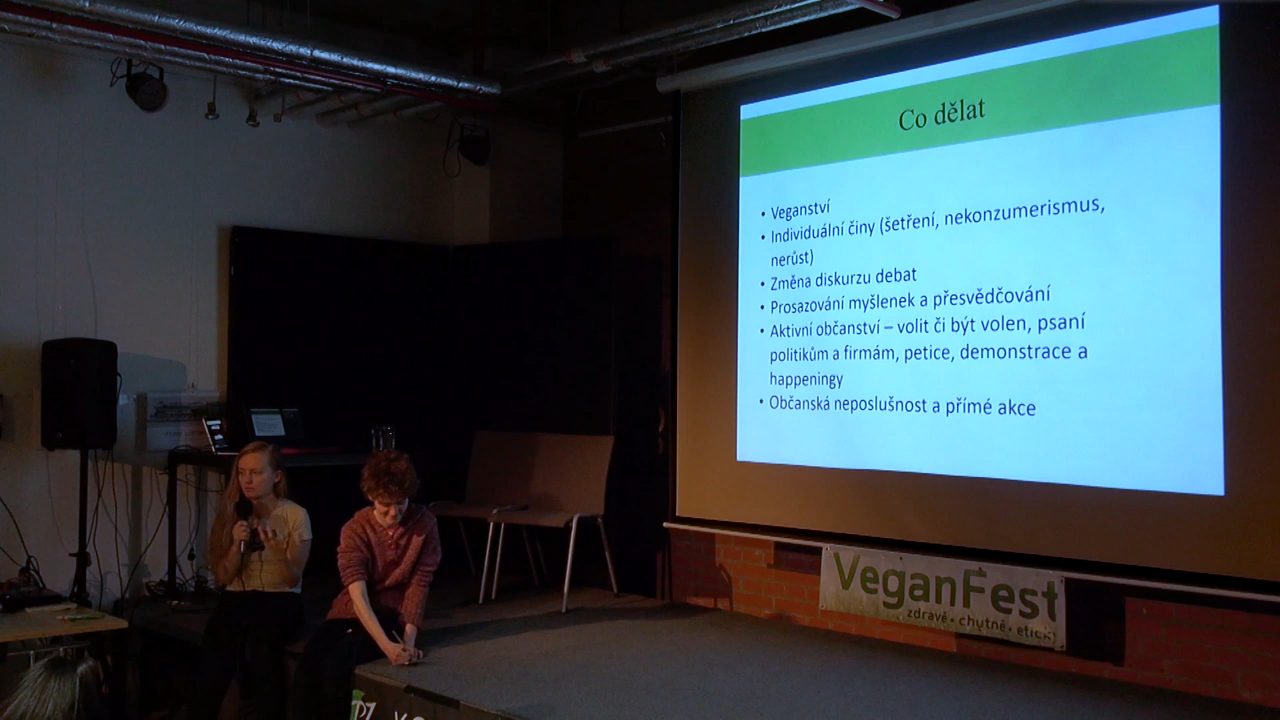 Co dělat
• Veganství
• Individuální činy (šetření, nekonzumerismus,
nerůst)
• Změna diskurzu debat
• Prosazování myšlenek a přesvědčování
• Aktivní občanství – volit či být volen, psaní
politikům a firmám, petice, demonstrace a
happeningy
• Občanská neposlušnost a přímé akce
VeganFest
zdravě • chutně • eticky